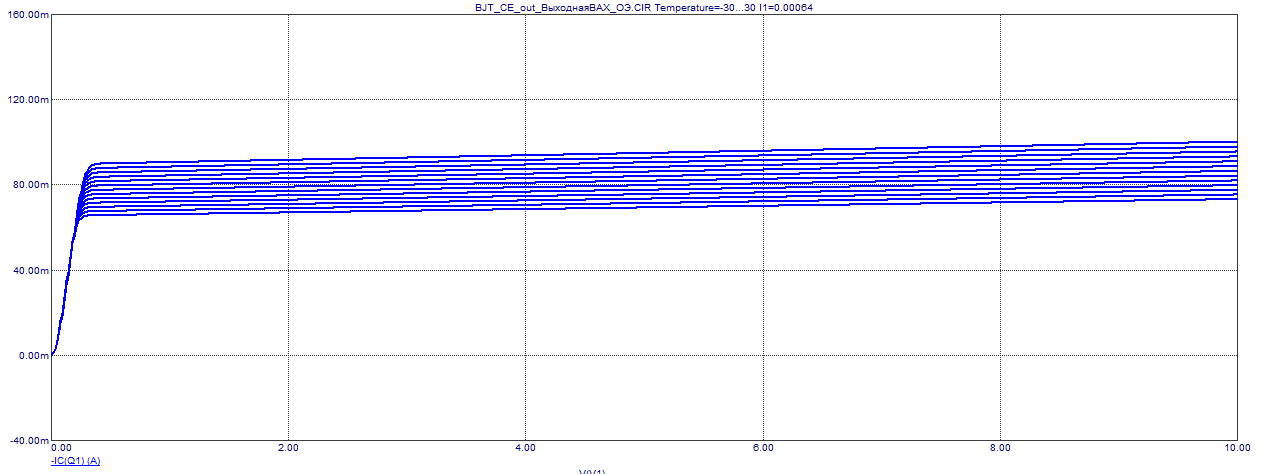 BJT_CE_out_ВыходнаяВАХ_ОЭ.CIR Temperature=-30...30 I1=0.00064
160.00m
120.00m
80.00m
40.00m
0.00m
-40.00m
0.00 2.00 4.00 6.00 8.00 10.00
-IC(Q1) (A)
V(V1)